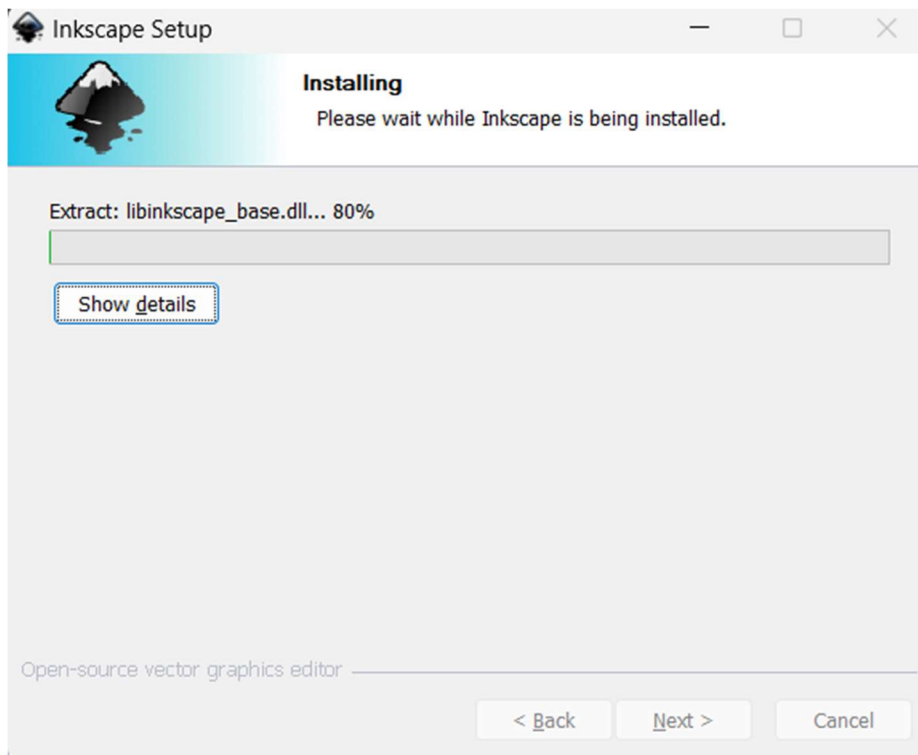 Inkscape Setup
Installing
Please wait while Inkscape is being installed.
Extract: libinkscape_base.dll... 80%
Show details
Open-source vector graphics editor
< Back
Next >
Cancel